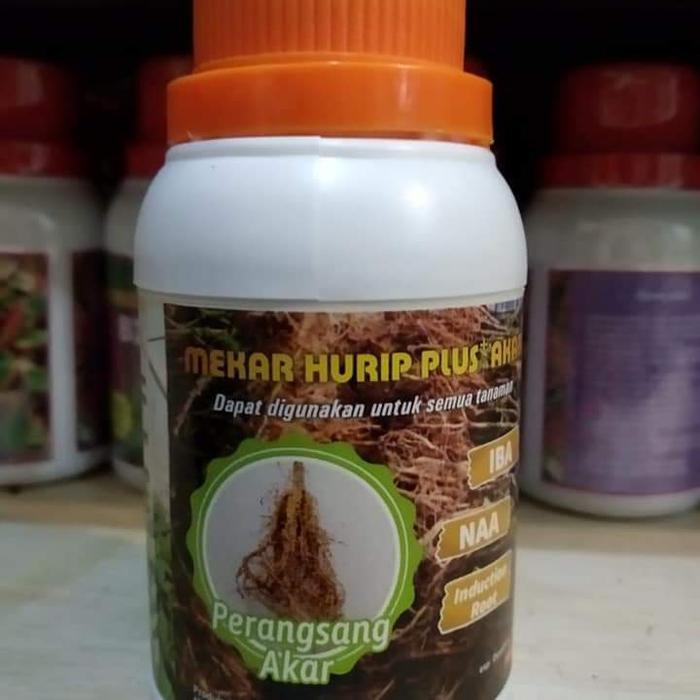 MEKAR HURIP PLUS+
Dapat digunakan untuk semua tanaman
IBA
NAA
Induction
Root
Perangsang
Akar